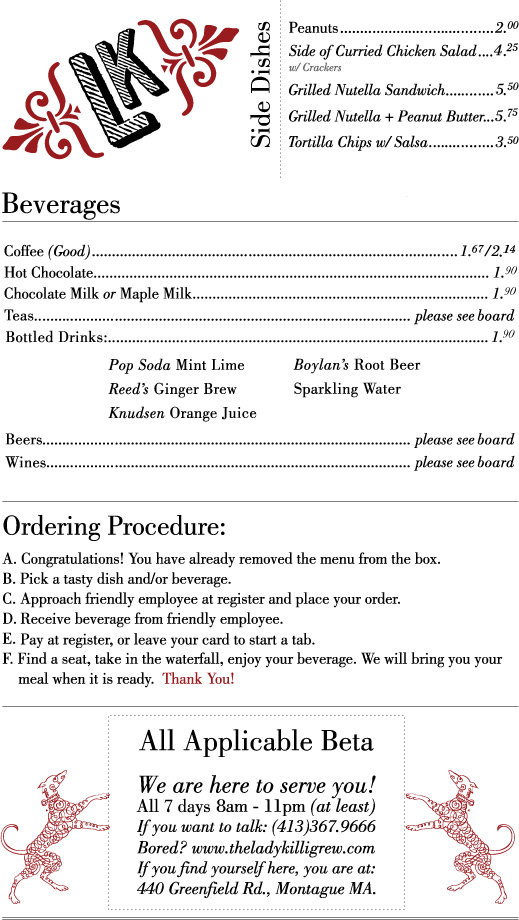 LK
Side Dishes
Peanuts..........................2.00
Side of Curried Chicken Salad....4.25
w/ Crackers
Grilled Nutella Sandwich............5.50
Grilled Nutella + Peanut Butter...5.75
Tortilla Chips w/ Salsa.................3.50
Beverages
Coffee (Good)...........................................................................................1.67/2.14
Hot Chocolate.................................................................................................. 1.90
Chocolate Milk or Maple Milk......................................................................... 1.90
Teas............................................................................................. please see board
Bottled Drinks:...............................................................................................1.90
Pop Soda Mint Lime
Boylan's Root Beer
Reed's Ginger Brew
Sparkling Water
Knudsen Orange Juice
Beers........................................................................................... please see board
Wines.......................................................................................... please see board
Ordering Procedure:
A. Congratulations! You have already removed the menu from the box.
B. Pick a tasty dish and/or beverage.
C. Approach friendly employee at register and place your order.
D. Receive beverage from friendly employee.
E. Pay at register, or leave your card to start a tab.
F. Find a seat, take in the waterfall, enjoy your beverage. We will bring you your
meal when it is ready. Thank You!
All Applicable Beta
We are here to serve you!
All 7 days 8am - 11pm (at least)
If you want to talk: (413)367.9666
Bored? www.theladykilligrew.com
If you find yourself here, you are at:
440 Greenfield Rd., Montague MA.